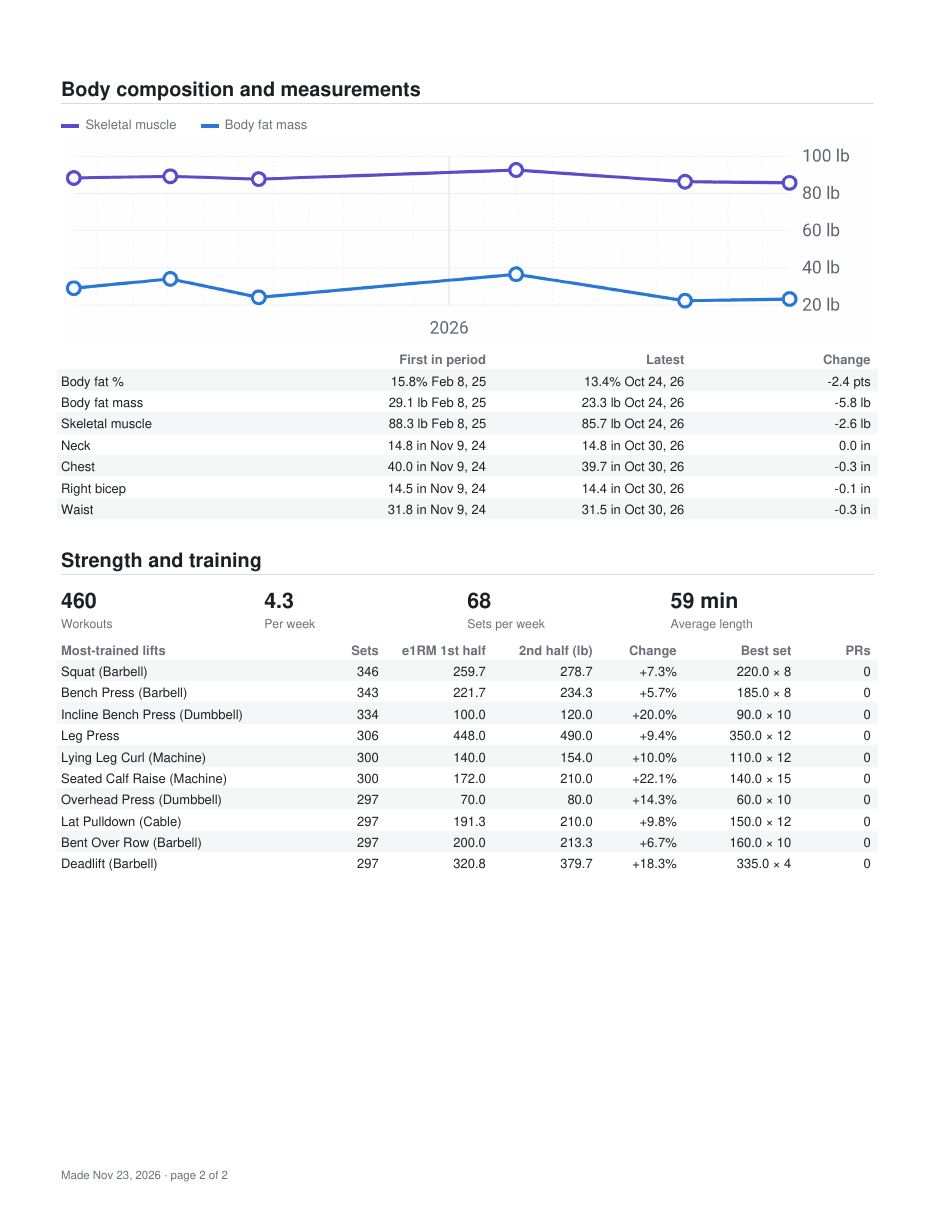 Body composition and measurements
Skeletal muscle Body fat mass
100 lb
80 lb
60 lb
40 lb
20 lb
2026
First in period Latest Change
Body fat % 15.8% Feb 8, 25 13.4% Oct 24, 26 -2.4 pts
Body fat mass 29.1 lb Feb 8, 25 23.3 lb Oct 24, 26 -5.8 lb
Skeletal muscle 88.3 lb Feb 8, 25 85.7 lb Oct 24, 26 -2.6 lb
Neck 14.8 in Nov 9, 24 14.8 in Oct 30, 26 0.0 in
Chest 40.0 in Nov 9, 24 39.7 in Oct 30, 26 -0.3 in
Right bicep 14.5 in Nov 9, 24 14.4 in Oct 30, 26 -0.1 in
Waist 31.8 in Nov 9, 24 31.5 in Oct 30, 26 -0.3 in
Strength and training
460 4.3 68 59 min
Workouts Per week Sets per week Average length
Most-trained lifts Sets e1RM 1st half 2nd half (lb) Change Best set PRs
Squat (Barbell) 346 259.7 278.7 +7.3% 220.0 × 8 0
Bench Press (Barbell) 343 221.7 234.3 +5.7% 185.0 × 8 0
Incline Bench Press (Dumbbell) 334 100.0 120.0 +20.0% 90.0 × 10 0
Leg Press 306 448.0 490.0 +9.4% 350.0 × 12 0
Lying Leg Curl (Machine) 300 140.0 154.0 +10.0% 110.0 × 12 0
Seated Calf Raise (Machine) 300 172.0 210.0 +22.1% 140.0 × 15 0
Overhead Press (Dumbbell) 297 70.0 80.0 +14.3% 60.0 × 10 0
Lat Pulldown (Cable) 297 191.3 210.0 +9.8% 150.0 × 12 0
Bent Over Row (Barbell) 297 200.0 213.3 +6.7% 160.0 × 10 0
Deadlift (Barbell) 297 320.8 379.7 +18.3% 335.0 × 4 0
Made Nov 23, 2026 · page 2 of 2